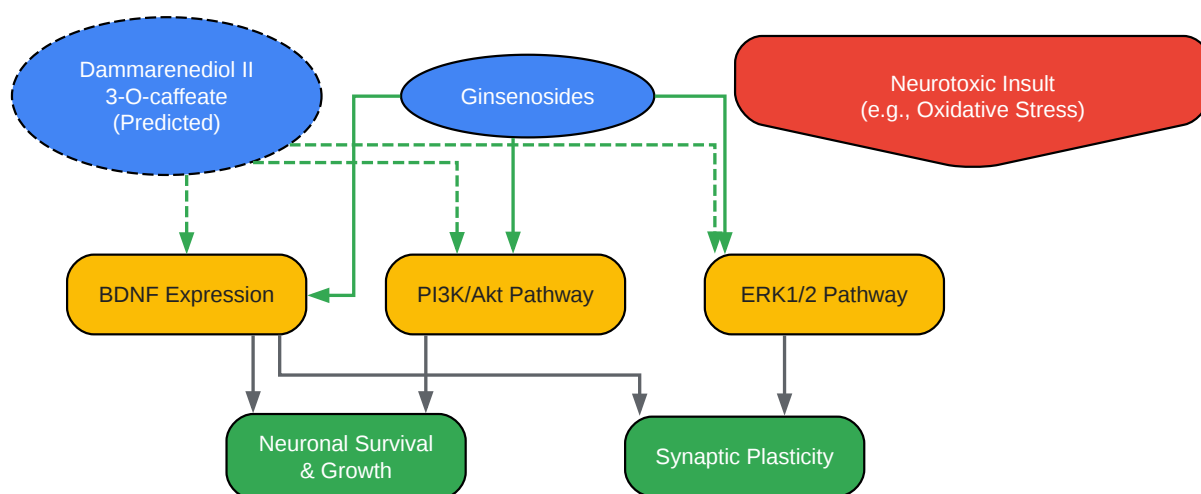 Dammarenediol II
3-O-caffeate
(Predicted)
Ginsenosides
Neurotoxic Insult
(e.g., Oxidative Stress)
BDNF Expression
PI3K/Akt Pathway
ERK1/2 Pathway
Neuronal Survival
& Growth
Synaptic Plasticity